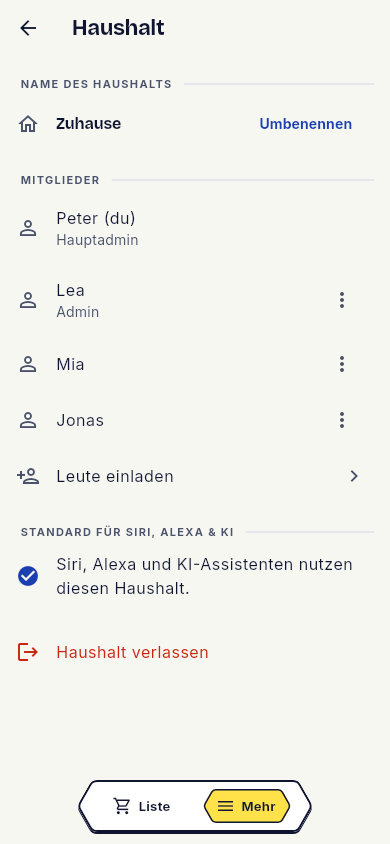 Haushalt
NAME DES HAUSHALTS
Zuhause
Umbenennen
MITGLIEDER
Peter (du)
Hauptadmin
Lea
Admin
Mia
Jonas
Leute einladen
STANDARD FÜR SIRI, ALEXA & KI
Siri, Alexa und KI-Assistenten nutzen
diesen Haushalt.
Haushalt verlassen
Liste
Mehr